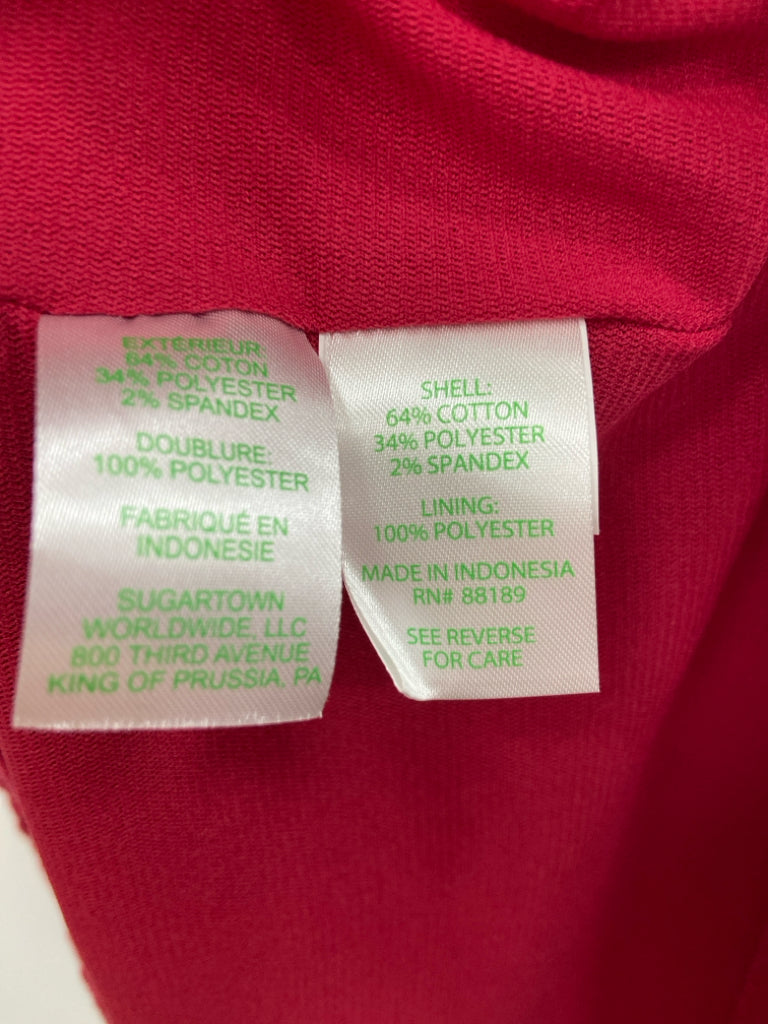 EXTÉRIEUR
64% COTON
34% POLYESTER
2% SPANDEX
DOUBLURE:
100% POLYESTER
FABRIQUÉ EN
INDONESIE
SUGARTOWN
WORLDWIDE, LLC
800 THIRD AVENUE
KING OF PRUSSIA, PA
SHELL:
64% COTTON
34% POLYESTER
2% SPANDEX
LINING:
100% POLYESTER
MADE IN INDONESIA
RN# 88189
SEE REVERSE
FOR CARE